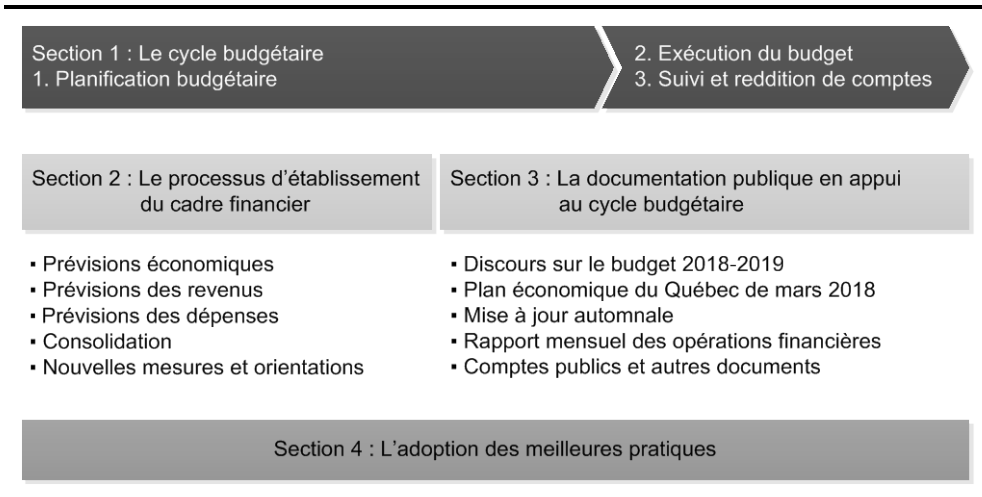 Section 1 : Le cycle budgétaire
1. Planification budgétaire
2. Exécution du budget
3. Suivi et reddition de comptes
Section 2 : Le processus d'établissement
du cadre financier
▪ Prévisions économiques
▪ Prévisions des revenus
▪ Prévisions des dépenses
▪ Consolidation
▪ Nouvelles mesures et orientations
Section 3 : La documentation publique en appui
au cycle budgétaire
▪ Discours sur le budget 2018-2019
▪ Plan économique du Québec de mars 2018
▪ Mise à jour automnale
▪ Rapport mensuel des opérations financières
▪ Comptes publics et autres documents
Section 4 : L'adoption des meilleures pratiques